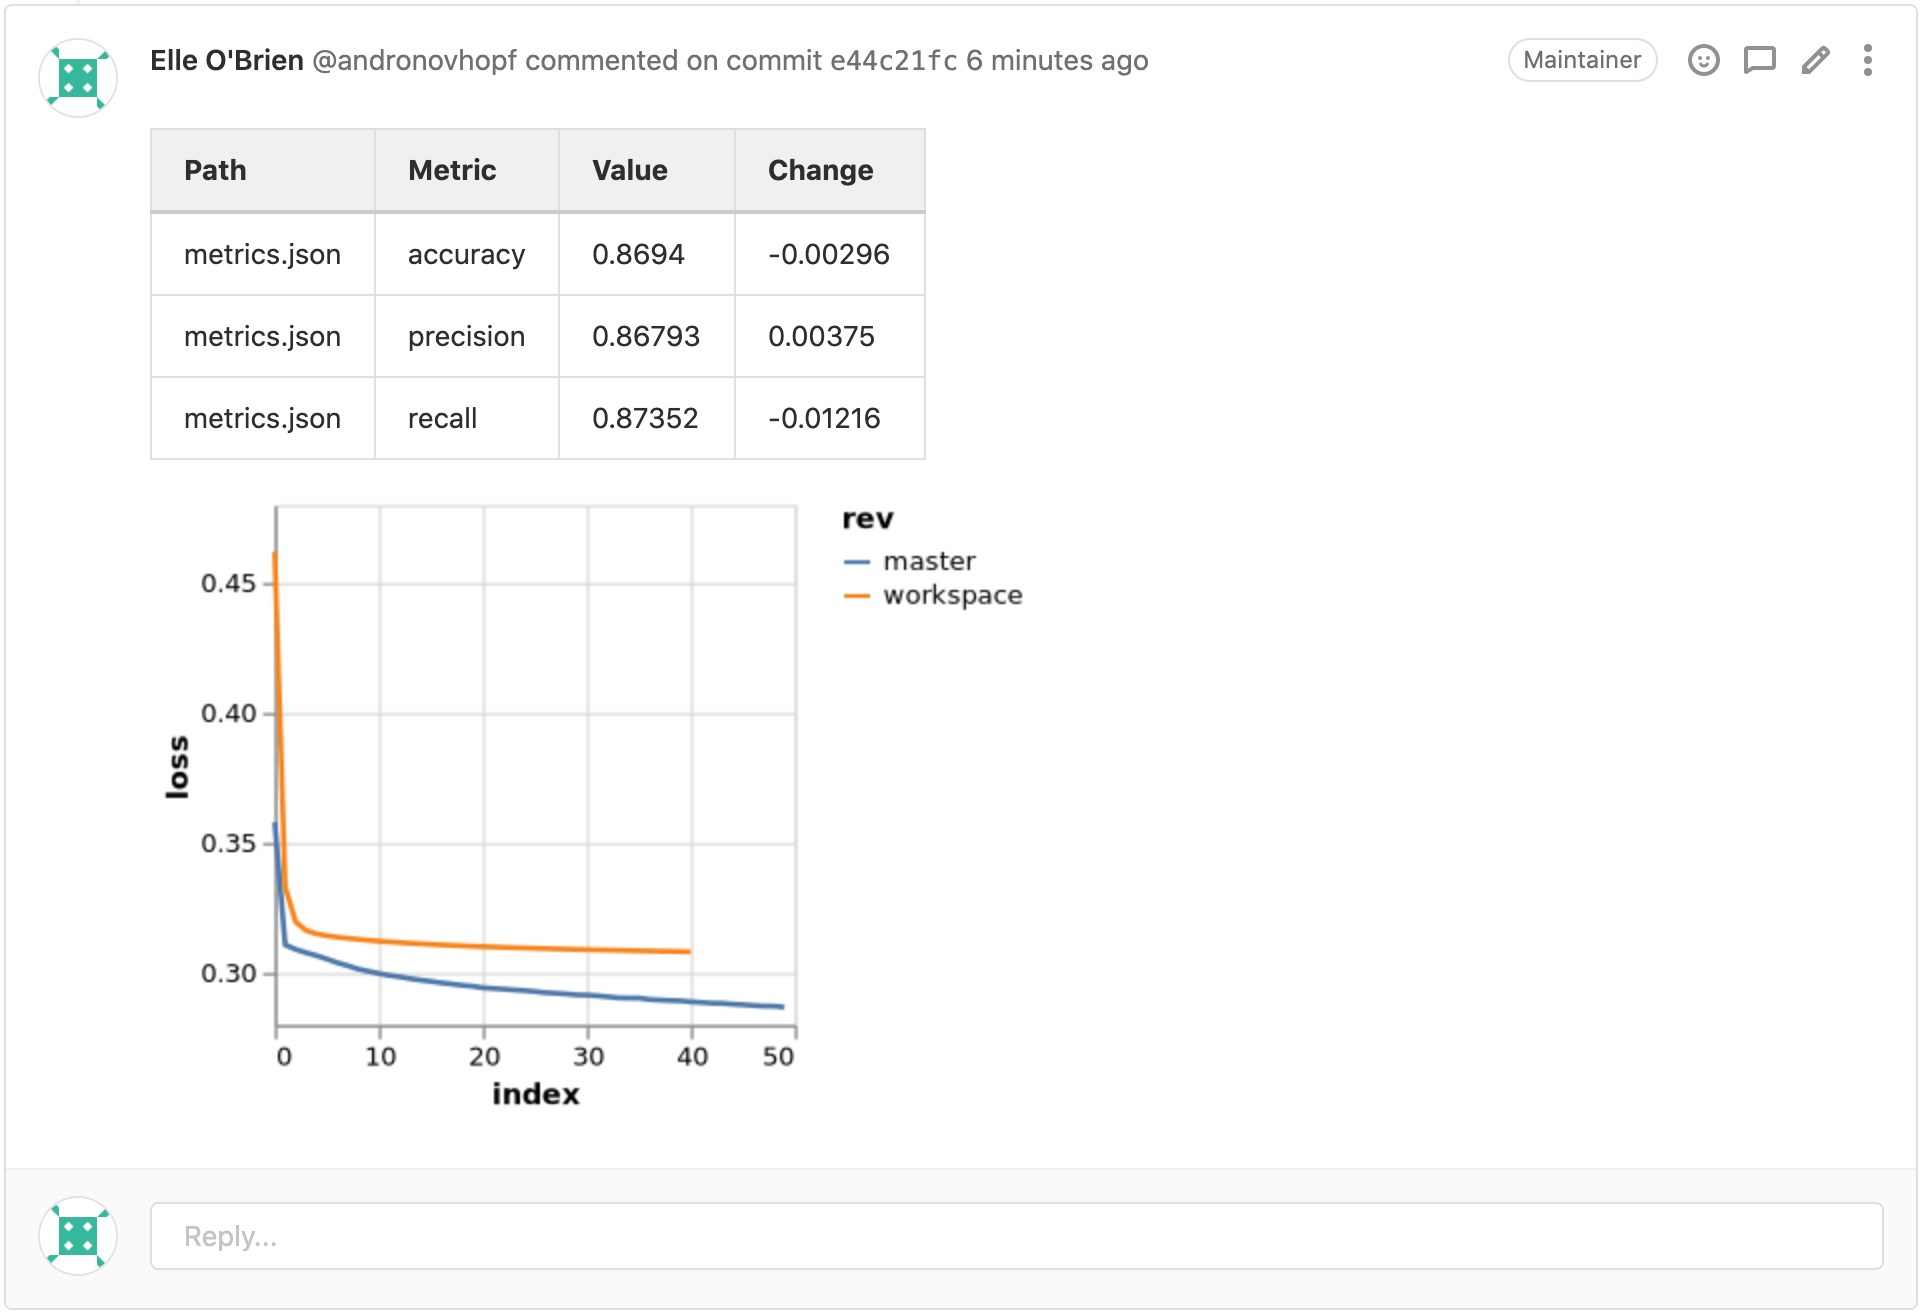 Elle O'Brien @andronovhopf commented on commit e44c21fc 6 minutes ago
Maintainer
Path Metric Value Change
metrics.json accuracy 0.8694 -0.00296
metrics.json precision 0.86793 0.00375
metrics.json recall 0.87352 -0.01216
rev
master
workspace
0.45
0.40
0.35
0.30
loss
0 10 20 30 40 50
index
Reply...